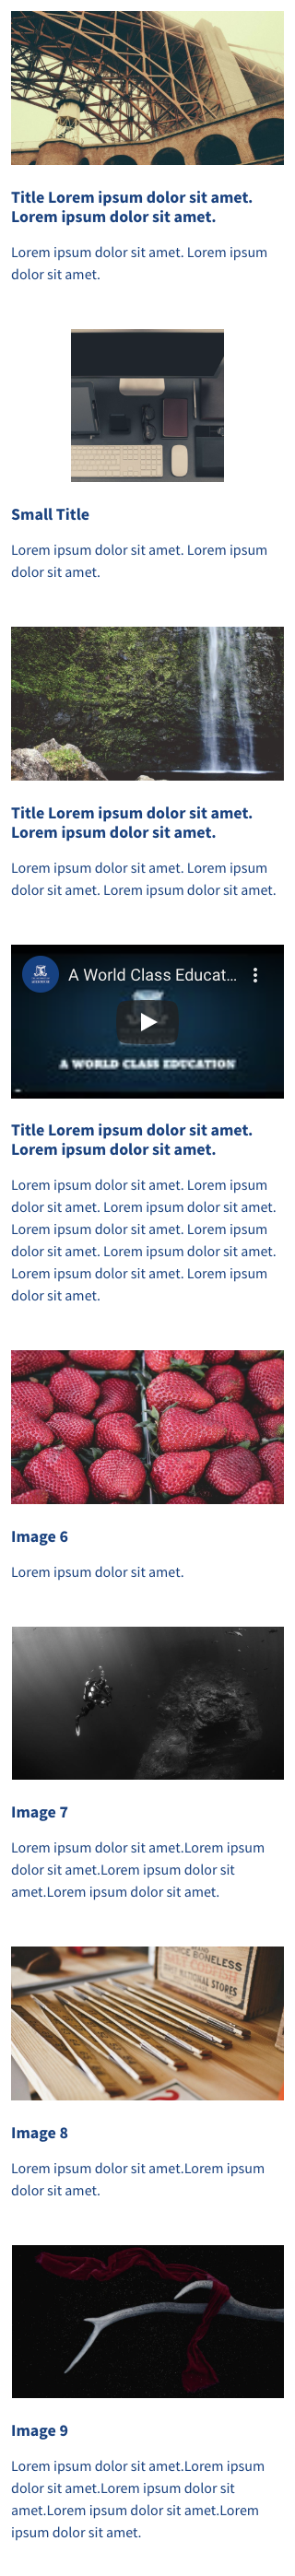 Title Lorem ipsum dolor sit amet.
Lorem ipsum dolor sit amet.
Lorem ipsum dolor sit amet. Lorem ipsum
dolor sit amet.
Small Title
Lorem ipsum dolor sit amet. Lorem ipsum
dolor sit amet.
Title Lorem ipsum dolor sit amet.
Lorem ipsum dolor sit amet.
Lorem ipsum dolor sit amet. Lorem ipsum
dolor sit amet. Lorem ipsum dolor sit amet.
A World Class Educat...
A WORLD CLASS EDUCATION
Title Lorem ipsum dolor sit amet.
Lorem ipsum dolor sit amet.
Lorem ipsum dolor sit amet. Lorem ipsum
dolor sit amet. Lorem ipsum dolor sit amet.
Lorem ipsum dolor sit amet. Lorem ipsum
dolor sit amet. Lorem ipsum dolor sit amet.
Lorem ipsum dolor sit amet. Lorem ipsum
dolor sit amet.
Image 6
Lorem ipsum dolor sit amet.
Image 7
Lorem ipsum dolor sit amet.Lorem ipsum
dolor sit amet.Lorem ipsum dolor sit
amet.Lorem ipsum dolor sit amet.
BONELESS
NATIONAL STORES
Image 8
Lorem ipsum dolor sit amet.Lorem ipsum
dolor sit amet.
Image 9
Lorem ipsum dolor sit amet.Lorem ipsum
dolor sit amet.Lorem ipsum dolor sit
amet.Lorem ipsum dolor sit amet.Lorem
ipsum dolor sit amet.